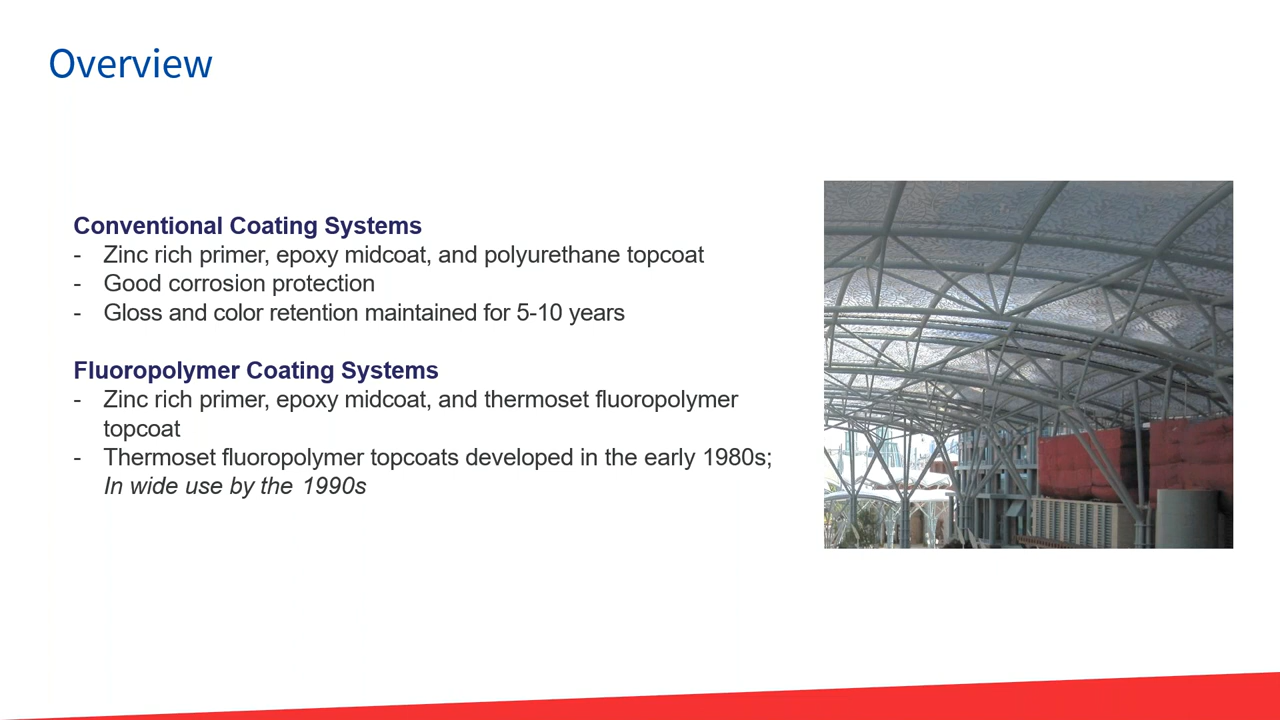 Overview
Conventional Coating Systems
- Zinc rich primer, epoxy midcoat, and polyurethane topcoat
- Good corrosion protection
- Gloss and color retention maintained for 5-10 years
Fluoropolymer Coating Systems
- Zinc rich primer, epoxy midcoat, and thermoset fluoropolymer
topcoat
- Thermoset fluoropolymer topcoats developed in the early 1980s;
In wide use by the 1990s